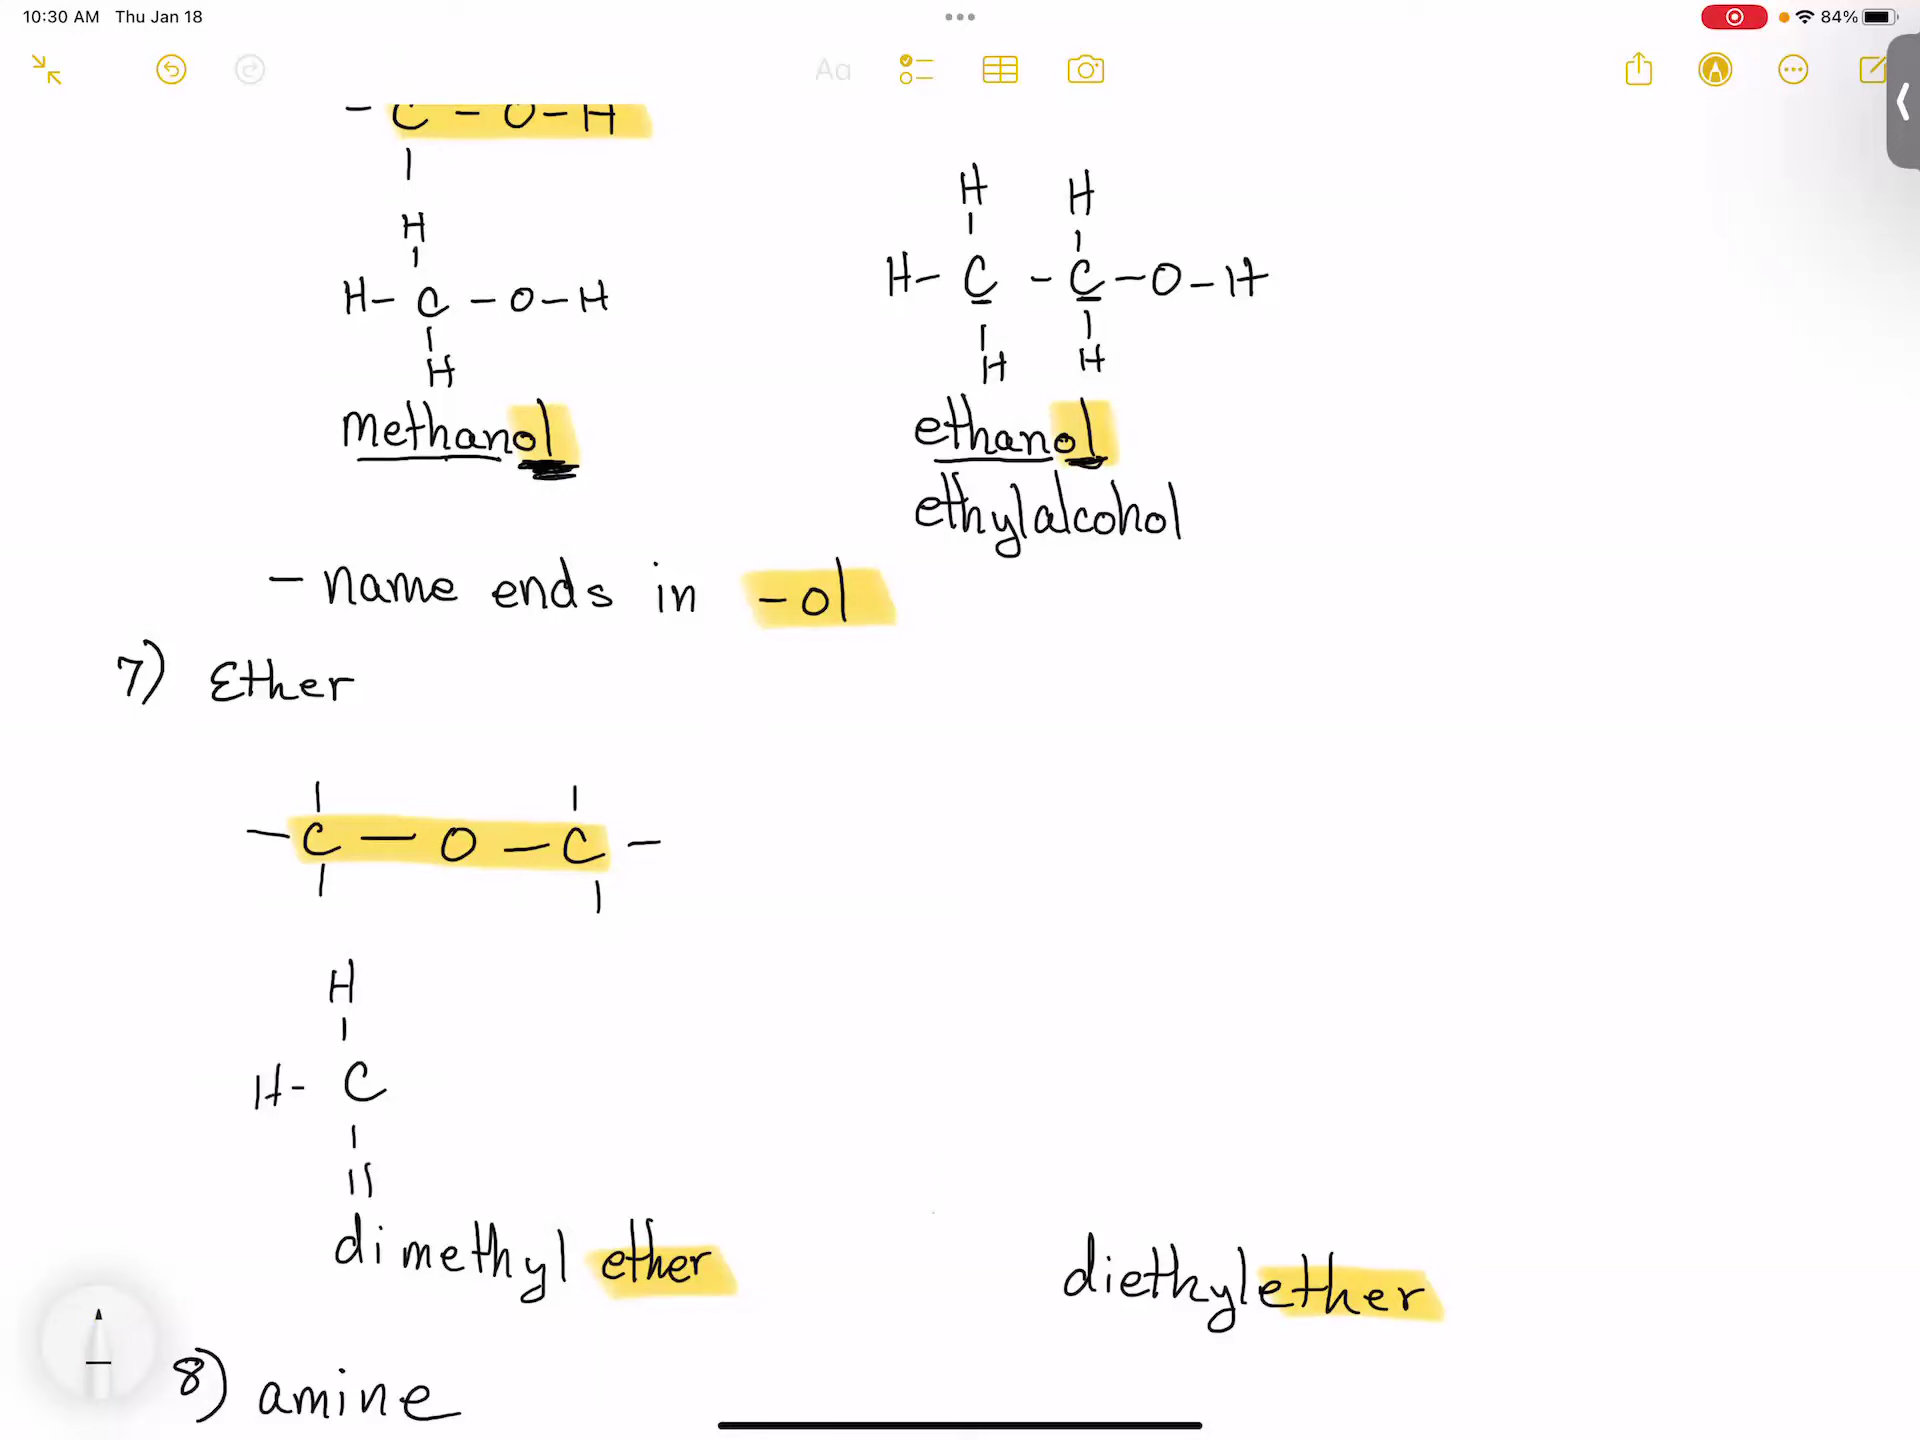 10:30 AM Thu Jan 18
84%
Aa
- C - O - H
|
H
|
H - C - O - H
|
H
methanol
H H
| |
H - C - C - O - H
| |
H H
ethanol
ethylalcohol
- name ends in -ol
7) Ether
| |
- C - O - C -
| |
H
|
H - C
|
||
dimethyl ether
diethylether
8) amine